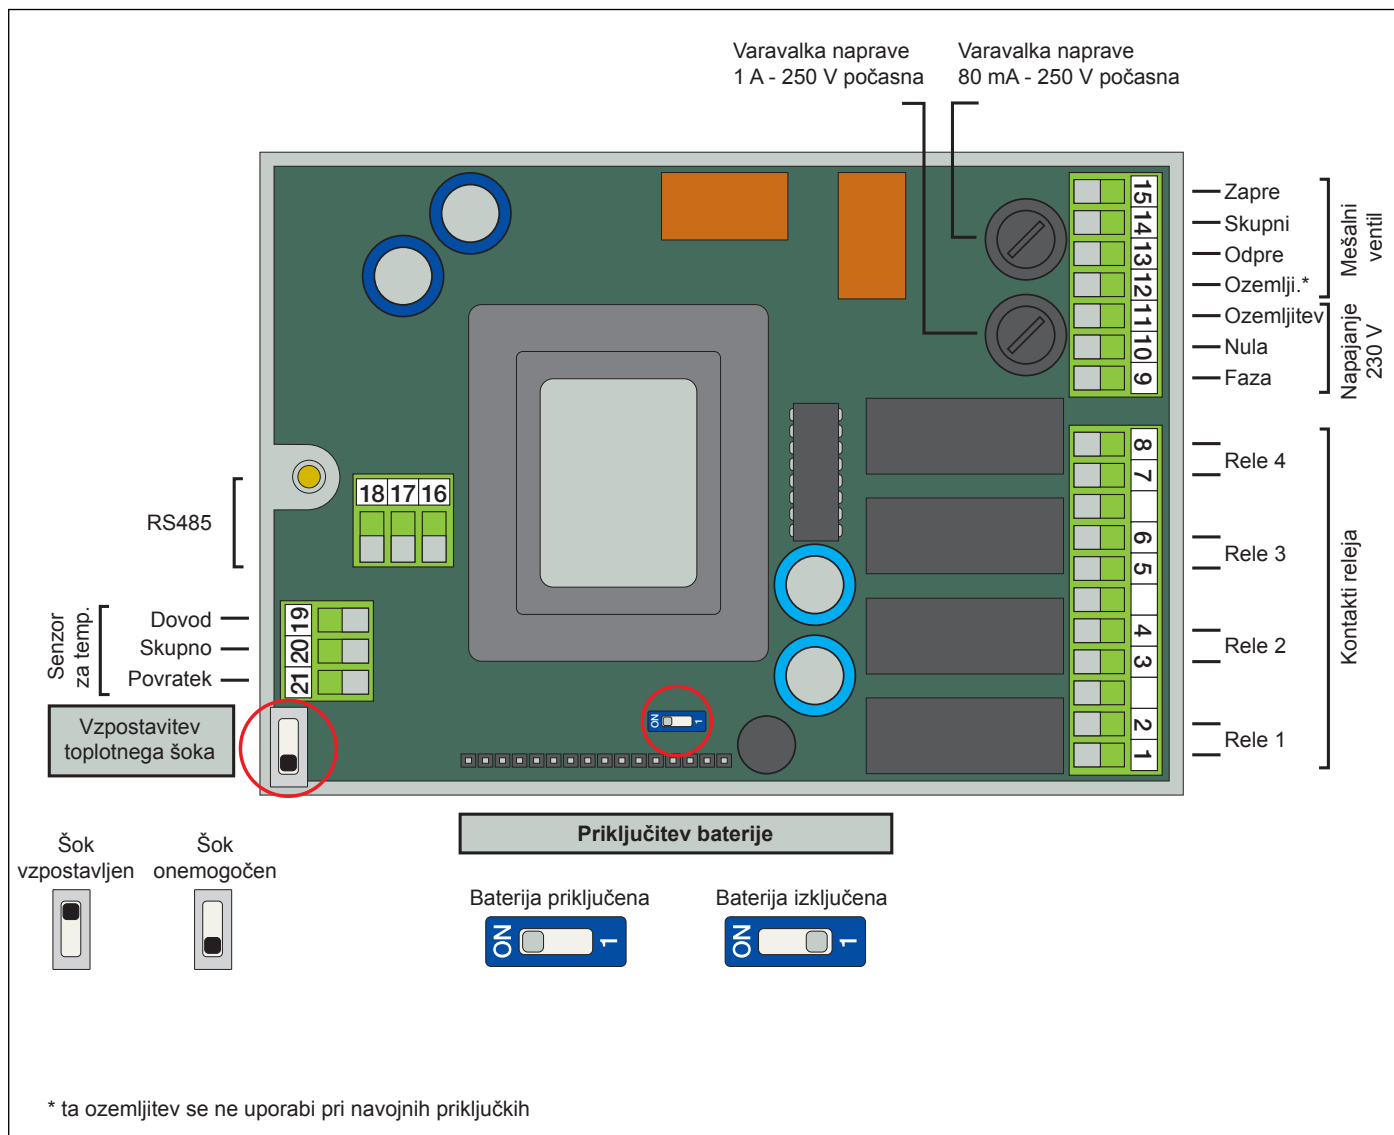 Varavalka naprave
1 A - 250 V počasna
Varavalka naprave
80 mA - 250 V počasna
15
Zapre
14
Skupni
13
Odpre
12
Ozemlji.*
Mešalni
ventil
11
Ozemljitev
10
Nula
9
Faza
Napajanje
230 V
8
7
Rele 4
6
5
Rele 3
4
3
Rele 2
2
1
Rele 1
Kontakti releja
RS485
18 17 16
Senzor
za temp.
Dovod
19
Skupno
20
Povratek
21
Vzpostavitev
toplotnega šoka
ON 1
Priključitev baterije
Šok
vzpostavljen
Šok
onemogočen
Baterija priključena
ON 1
Baterija izključena
ON 1
* ta ozemljitev se ne uporabi pri navojnih priključkih